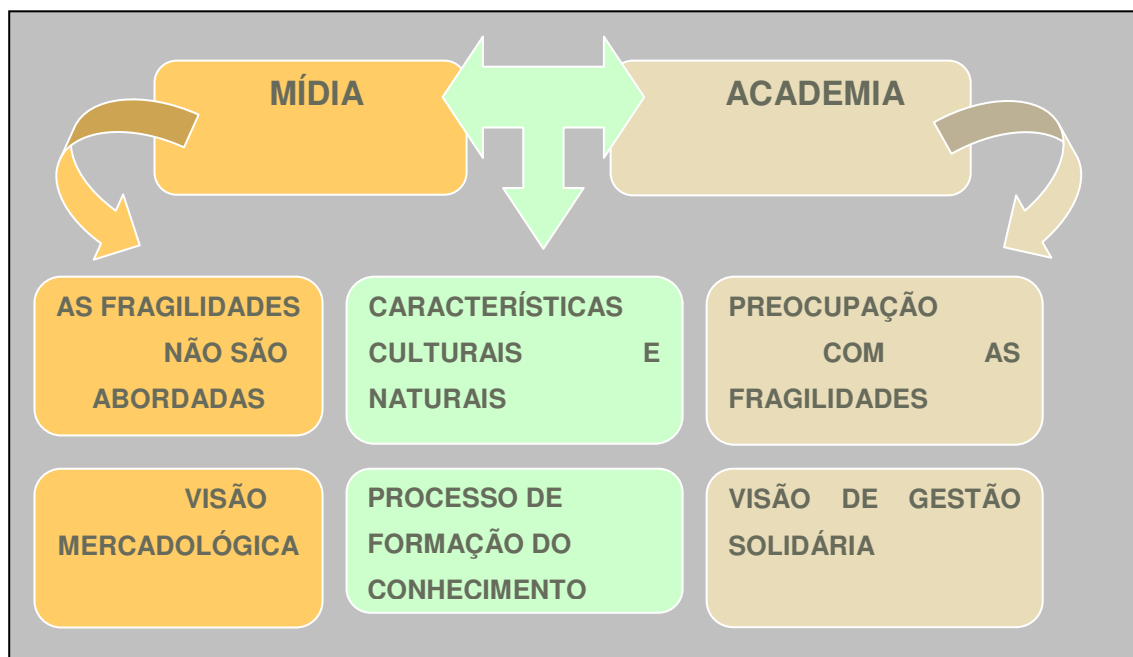 MÍDIA
ACADEMIA
AS FRAGILIDADES
NÃO SÃO
ABORDADAS
CARACTERÍSTICAS
CULTURAIS E
NATURAIS
PREOCUPAÇÃO
COM AS
FRAGILIDADES
VISÃO
MERCADOLÓGICA
PROCESSO DE
FORMAÇÃO DO
CONHECIMENTO
VISÃO DE GESTÃO
SOLIDÁRIA